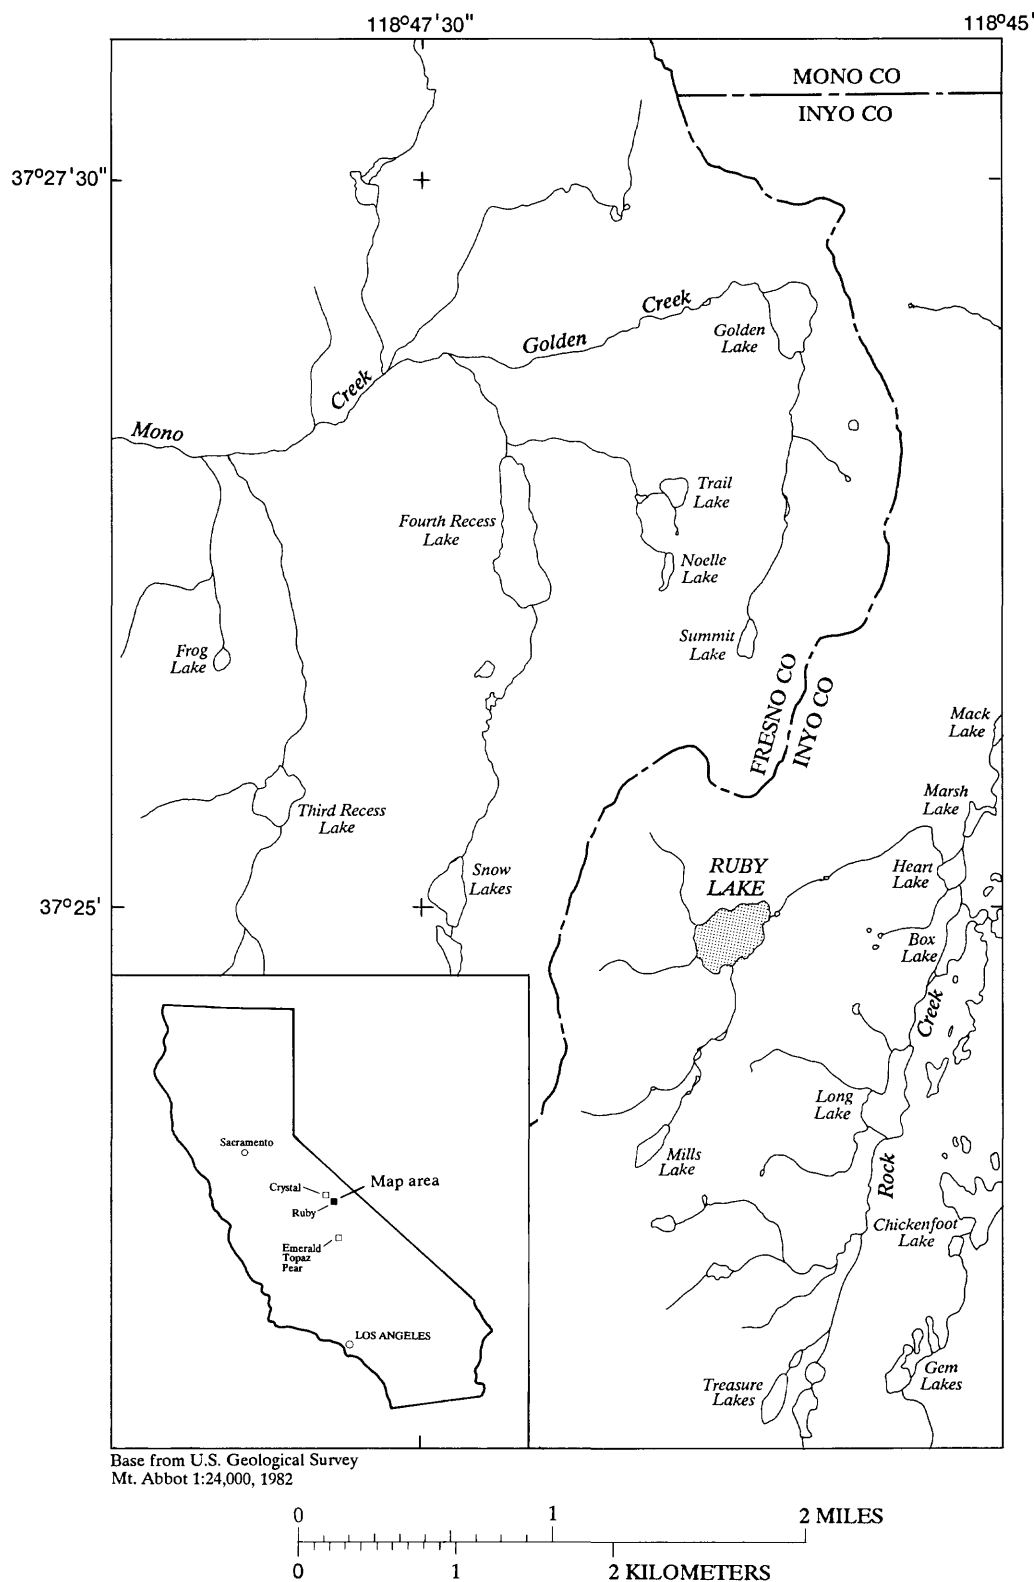 118°47'30"
118°45'
MONO CO
INYO CO
37°27'30"
Creek
Golden
Golden
Lake
Creek
Mono
Trail
Lake
Fourth Recess
Lake
Noelle
Lake
Summit
Lake
Frog
Lake
FRESNO CO
INYO CO
Mack
Lake
Marsh
Lake
Third Recess
Lake
Snow
Lakes
RUBY
LAKE
Heart
Lake
37°25'
Box
Lake
Creek
Long
Lake
Mills
Lake
Rock
Chickenfoot
Lake
Sacramento
Crystal
Map area
Ruby
Emerald
Topaz
Pear
LOS ANGELES
Treasure
Lakes
Gem
Lakes
Base from U.S. Geological Survey
Mt. Abbot 1:24,000, 1982
0 1 2 MILES
0 1 2 KILOMETERS